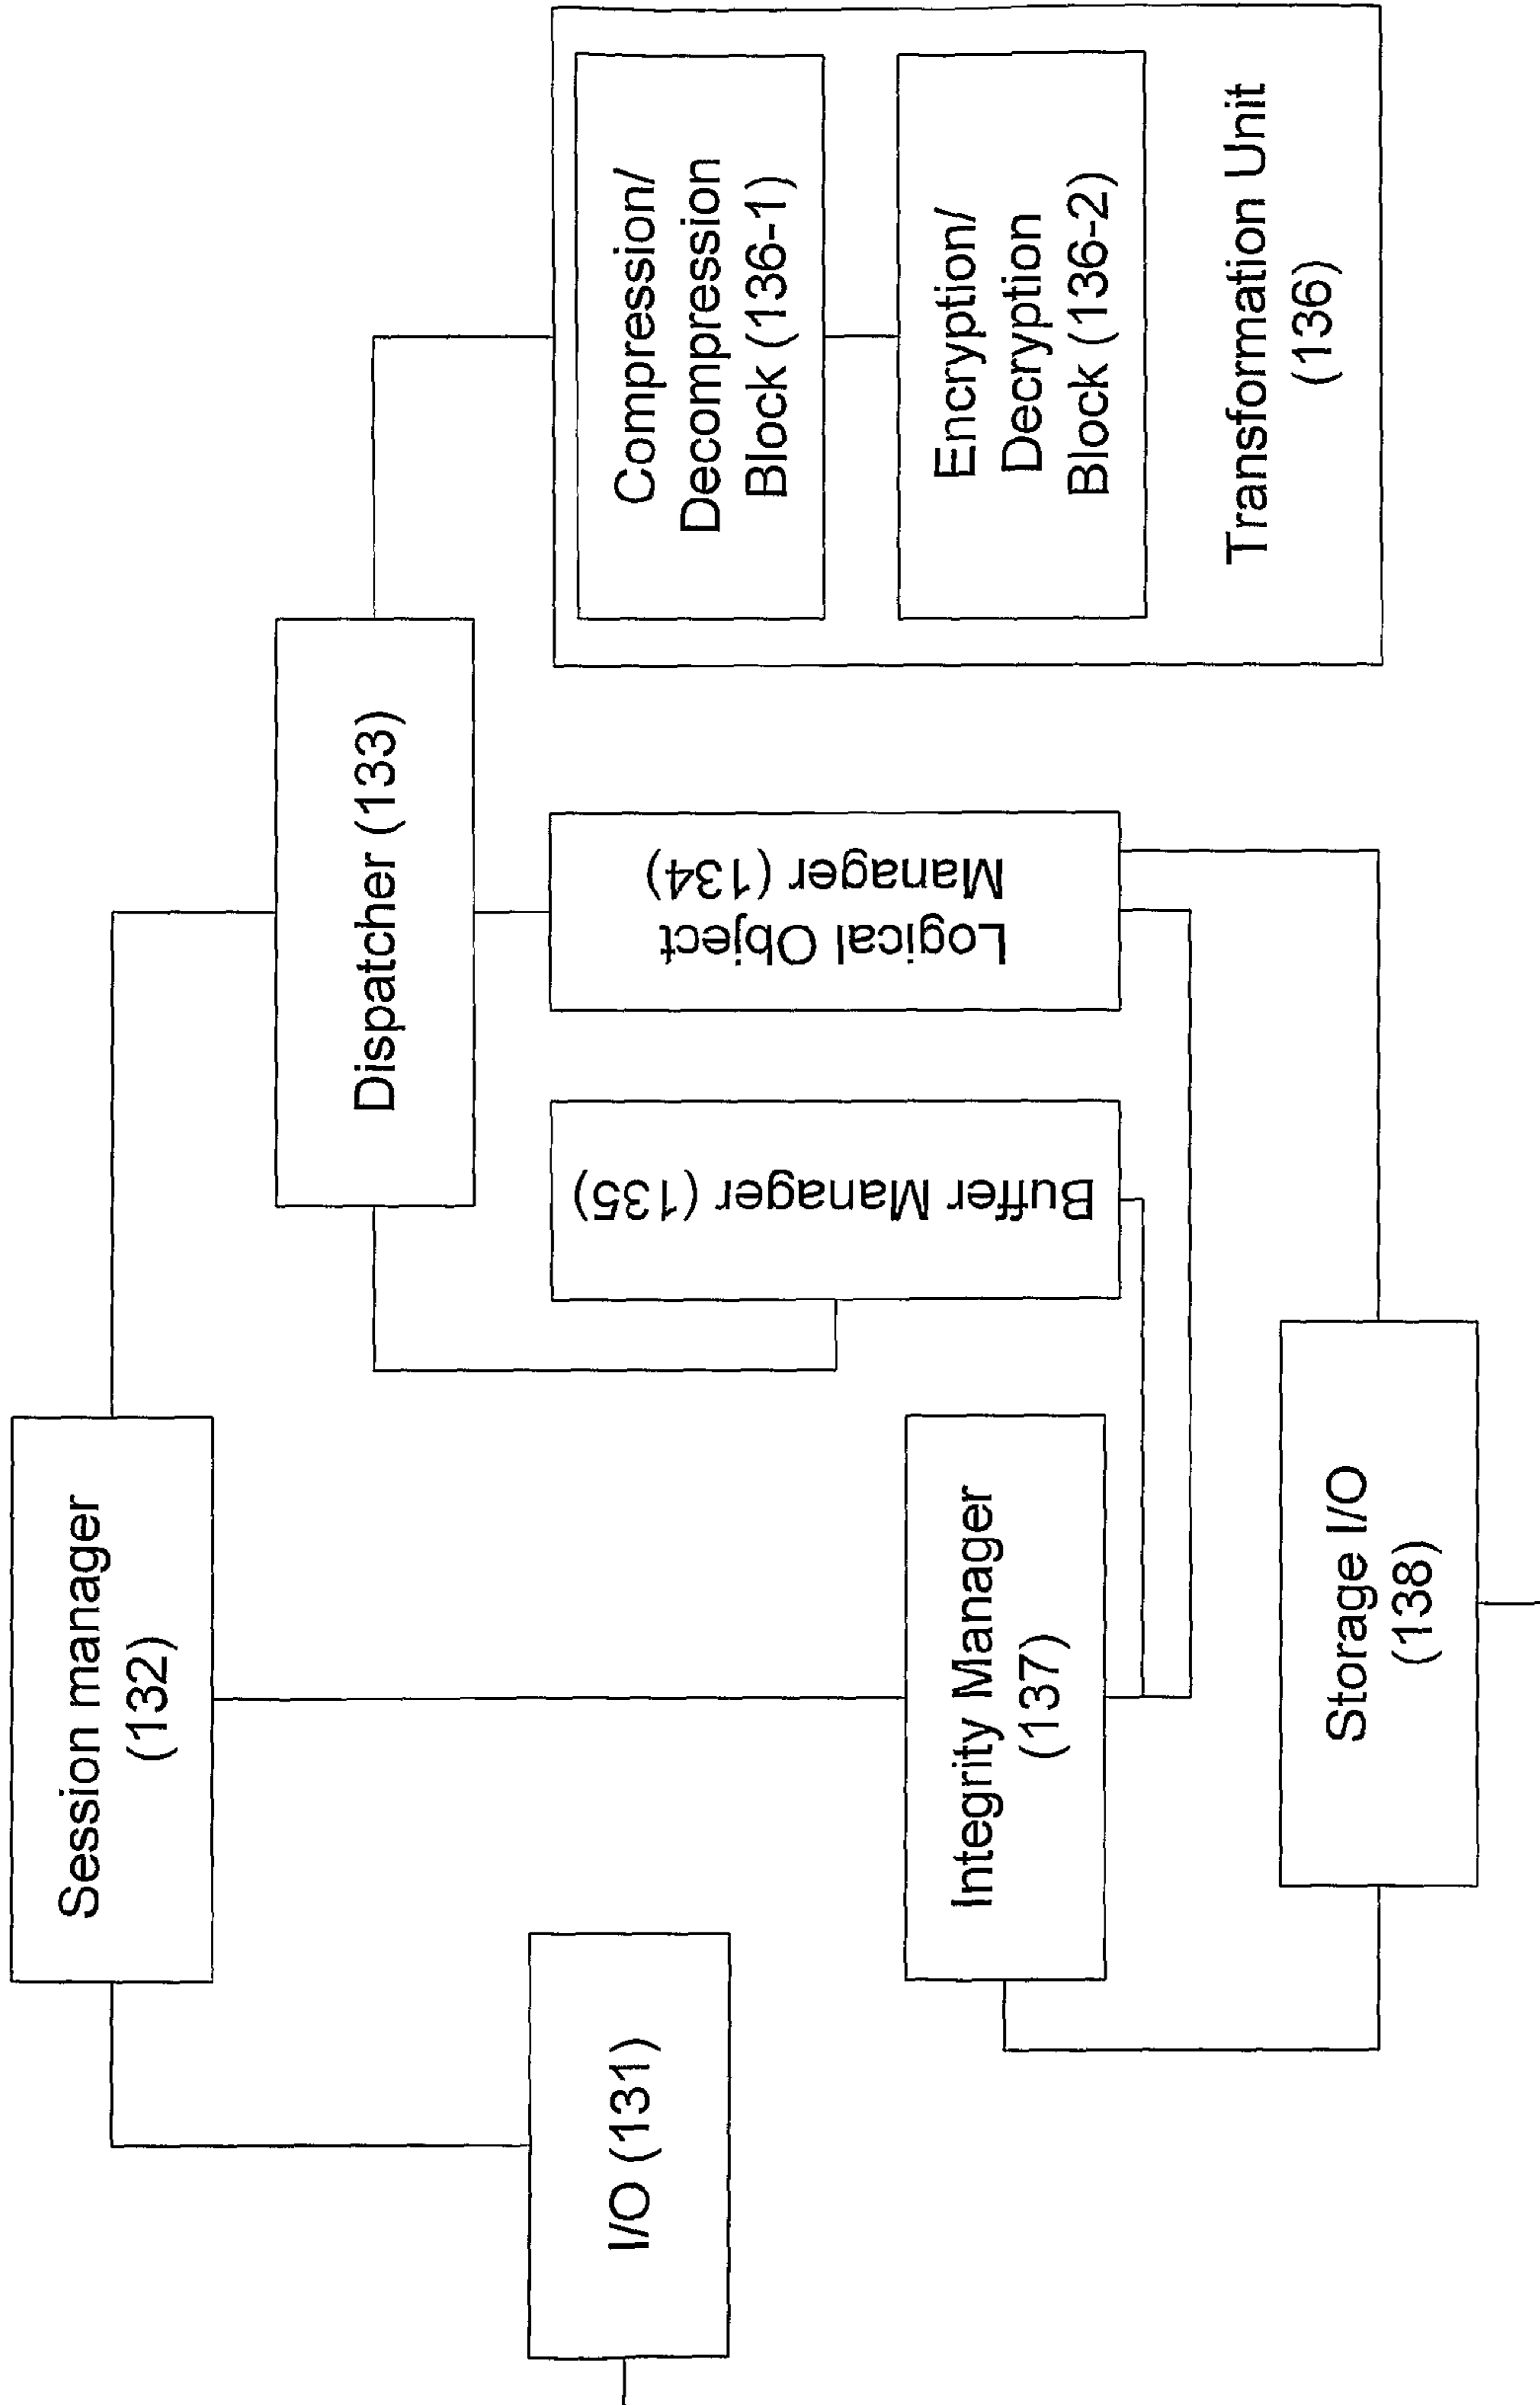 Session manager
(132)
Dispatcher (133)
I/O (131)
Integrity Manager
(137)
Buffer Manager (135)
Logical Object
Manager (134)
Compression/
Decompression
Block (136-1)
Encryption/
Decryption
Block (136-2)
Transformation Unit
(136)
Storage I/O
(138)